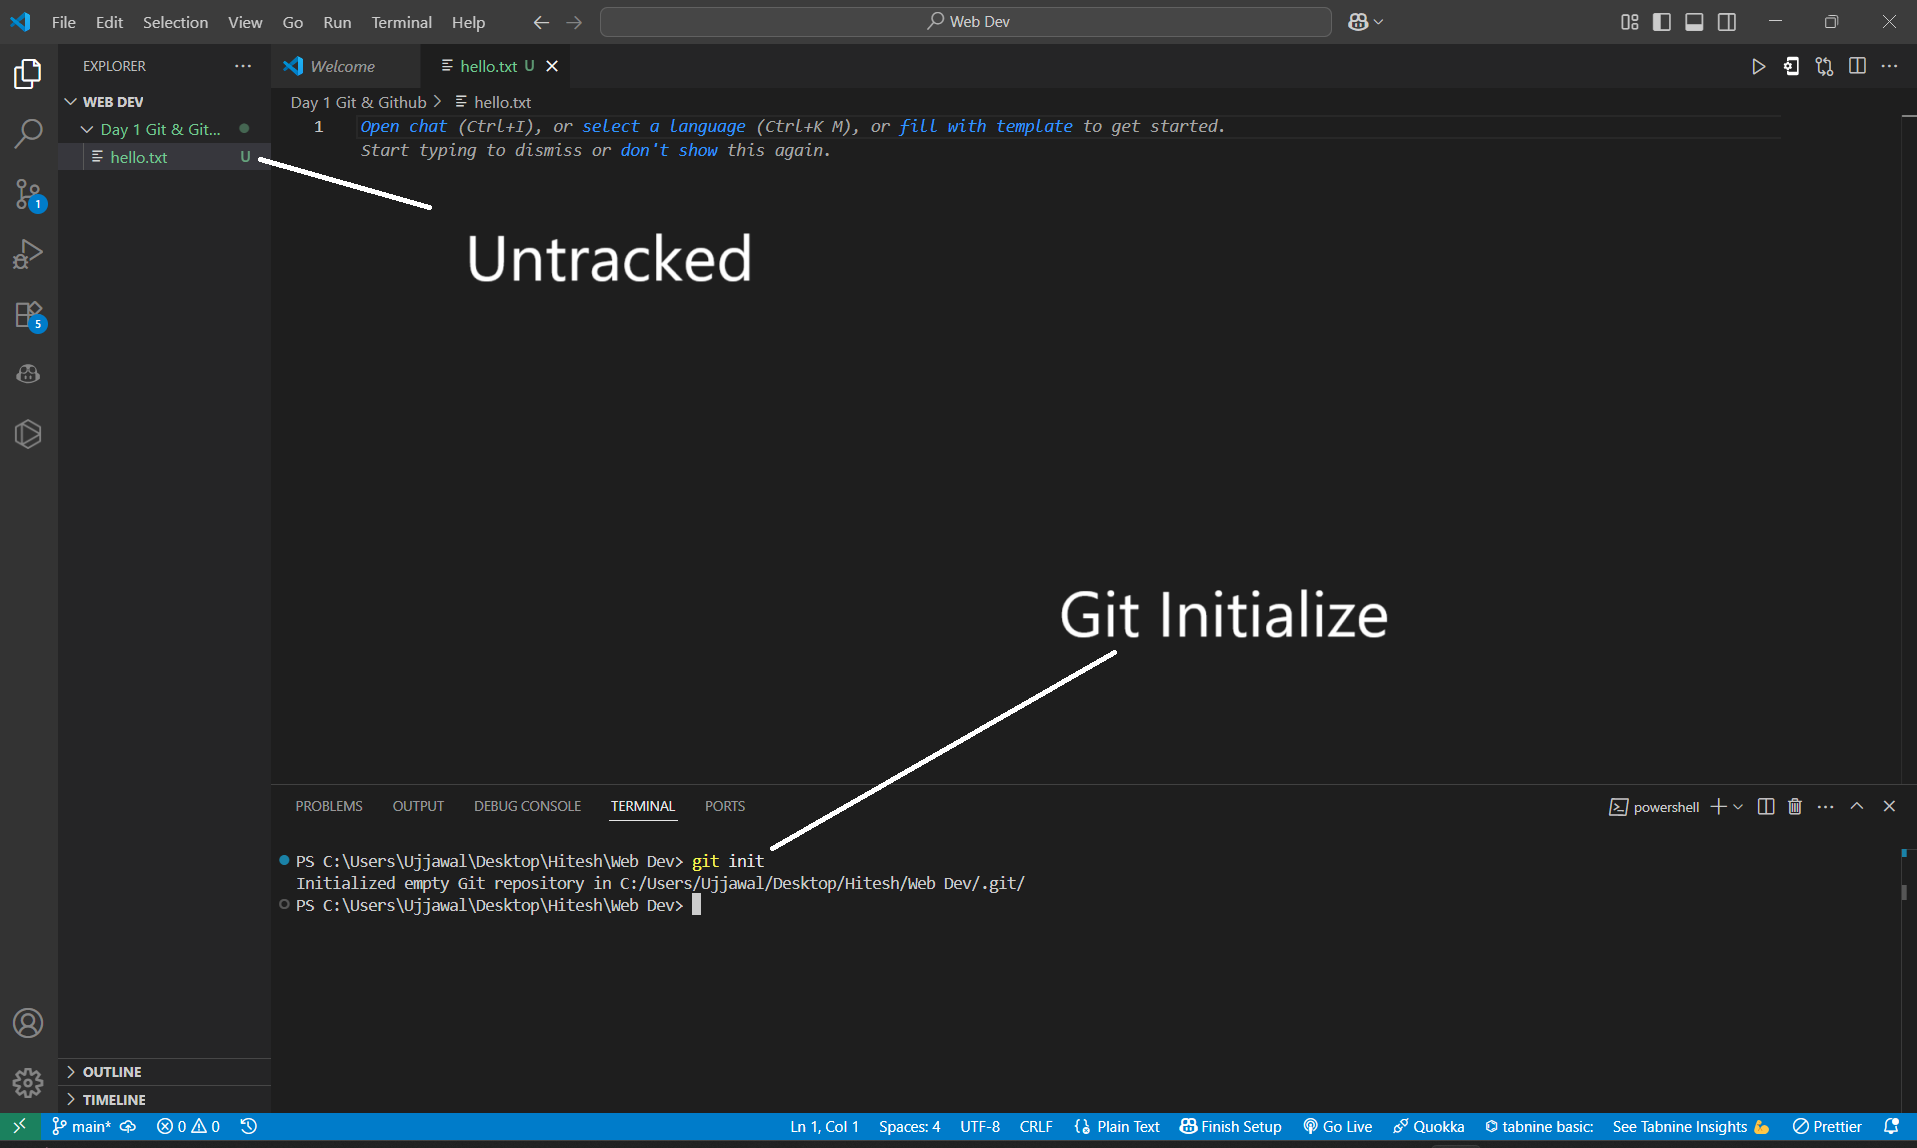 File Edit Selection View Go Run Terminal Help
Web Dev
EXPLORER
Welcome
hello.txt U
WEB DEV
Day 1 Git & Git...
hello.txt U
1
5
Day 1 Git & Github > hello.txt
1 Open chat (Ctrl+I), or select a language (Ctrl+K M), or fill with template to get started.
Start typing to dismiss or don't show this again.
Untracked
Git Initialize
PROBLEMS OUTPUT DEBUG CONSOLE TERMINAL PORTS
powershell
PS C:\Users\Ujjawal\Desktop\Hitesh\Web Dev> git init
Initialized empty Git repository in C:/Users/Ujjawal/Desktop/Hitesh/Web Dev/.git/
PS C:\Users\Ujjawal\Desktop\Hitesh\Web Dev>
OUTLINE
TIMELINE
main* 0 0 Ln 1, Col 1 Spaces: 4 UTF-8 CRLF {} Plain Text Finish Setup Go Live Quokka tabnine basic: See Tabnine Insights 💪 Prettier